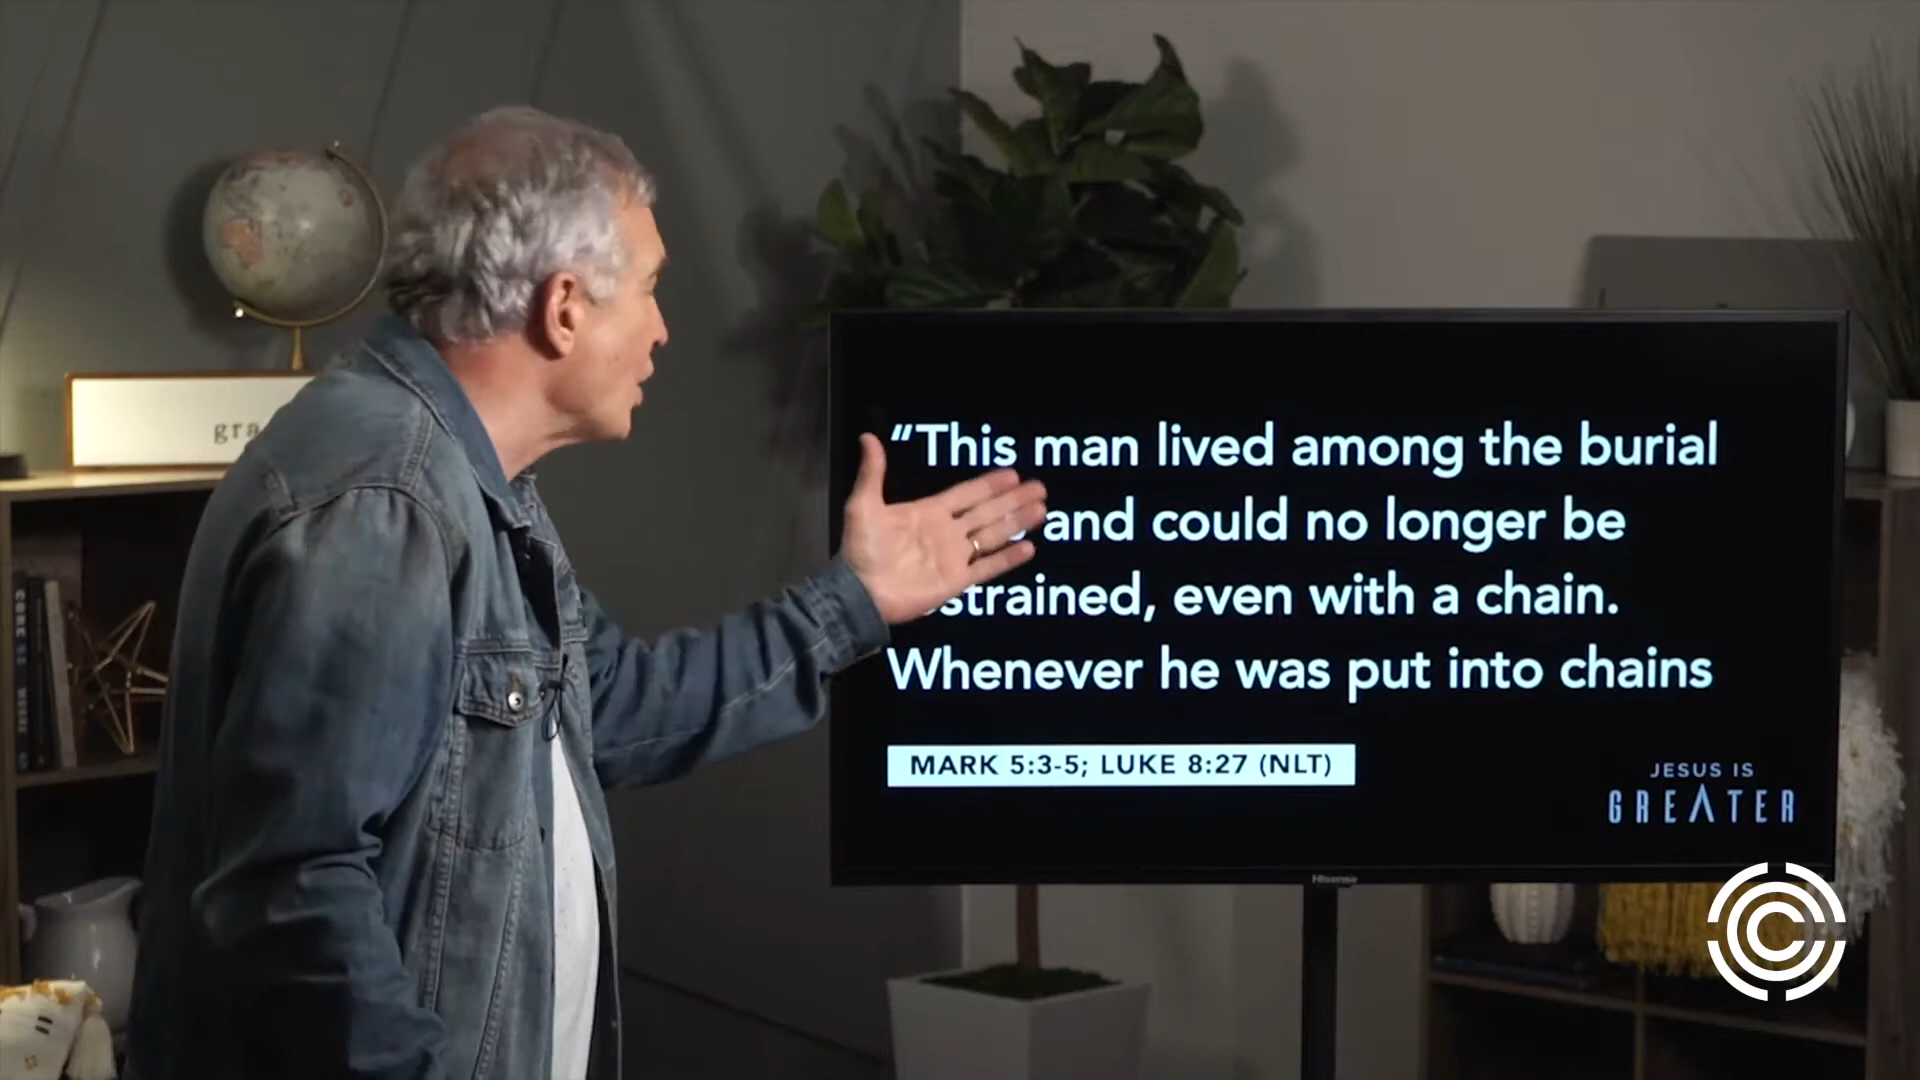 “This man lived among the burial
and could no longer be
strained, even with a chain.
Whenever he was put into chains
MARK 5:3-5; LUKE 8:27 (NLT)
JESUS IS
GREATER
Hisense
gra